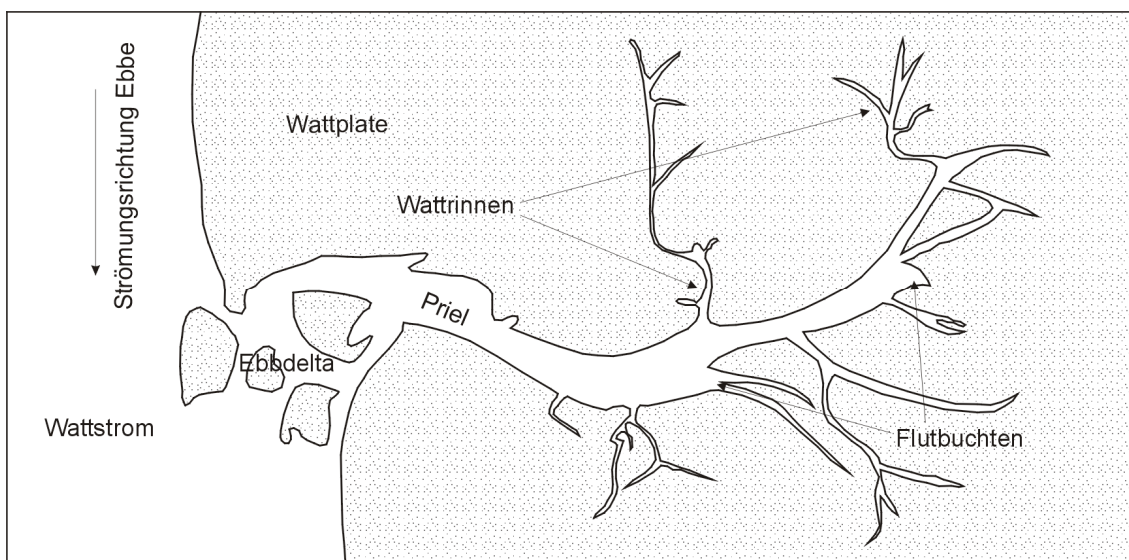 Strömungsrichtung Ebbe
Wattplate
Wattrinnen
Priel
Ebbdelta
Wattstrom
Flutbuchten